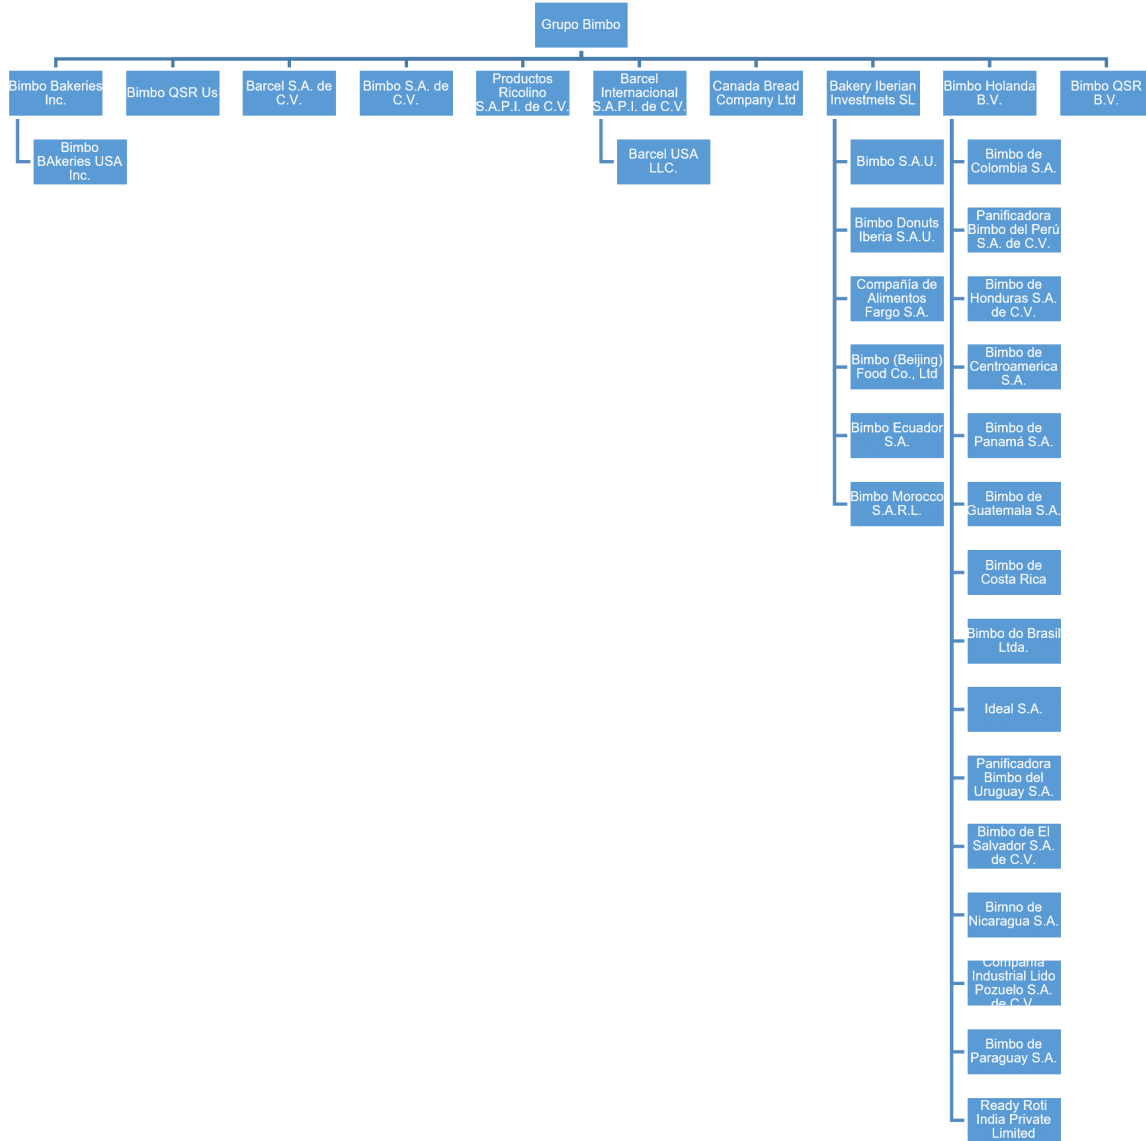 Grupo Bimbo
Bimbo Bakeries
Inc.
Bimbo QSR Us
Barcel S.A. de
C.V.
Bimbo S.A. de
C.V.
Productos
Ricolino
S.A.P.I. de C.V.
Barcel
Internacional
S.A.P.I. de C.V.
Canada Bread
Company Ltd
Bakery Iberian
Investmets SL
Bimbo Holanda
B.V.
Bimbo QSR
B.V.
Bimbo
BAkeries USA
Inc.
Barcel USA
LLC.
Bimbo S.A.U.
Bimbo Donuts
Iberia S.A.U.
Compañía de
Alimentos
Fargo S.A.
Bimbo (Beijing)
Food Co., Ltd
Bimbo Ecuador
S.A.
Bimbo Morocco
S.A.R.L.
Bimbo de
Colombia S.A.
Panificadora
Bimbo del Perú
S.A. de C.V.
Bimbo de
Honduras S.A.
de C.V.
Bimbo de
Centroamerica
S.A.
Bimbo de
Panamá S.A.
Bimbo de
Guatemala S.A.
Bimbo de
Costa Rica
Bimbo do Brasil
Ltda.
Ideal S.A.
Panificadora
Bimbo del
Uruguay S.A.
Bimbo de El
Salvador S.A.
de C.V.
Bimno de
Nicaragua S.A.
Compañía
Industrial Lido
Pozuelo S.A.
de C.V.
Bimbo de
Paraguay S.A.
Ready Roti
India Private
Limited